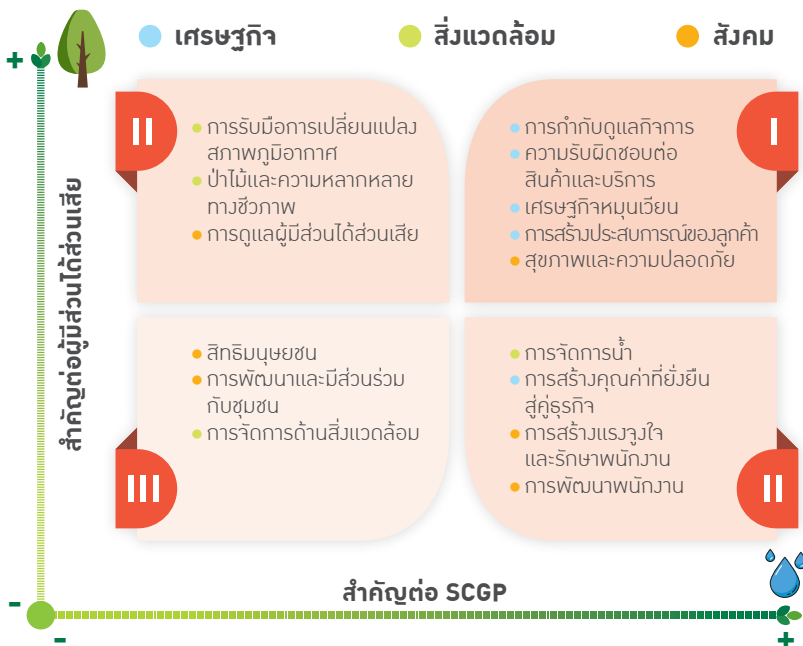 เศรษฐกิจ
สิ่งแวดล้อม
สังคม
+
สำคัญต่อผู้มีส่วนได้ส่วนเสีย
II
การรับมือการเปลี่ยนแปลง
สภาพภูมิอากาศ
ป่าไม้และความหลากหลาย
ทางชีวภาพ
การดูแลผู้มีส่วนได้ส่วนเสีย
I
การกำกับดูแลกิจการ
ความรับผิดชอบต่อ
สินค้าและบริการ
เศรษฐกิจหมุนเวียน
การสร้างประสบการณ์ของลูกค้า
สุขภาพและความปลอดภัย
III
สิทธิมนุษยชน
การพัฒนาและมีส่วนร่วม
กับชุมชน
การจัดการด้านสิ่งแวดล้อม
II
การจัดการน้ำ
การสร้างคุณค่าที่ยั่งยืน
สู่คู่ธุรกิจ
การสร้างแรงจูงใจ
และรักษาพนักงาน
การพัฒนาพนักงาน
สำคัญต่อ SCGP
-
-
+